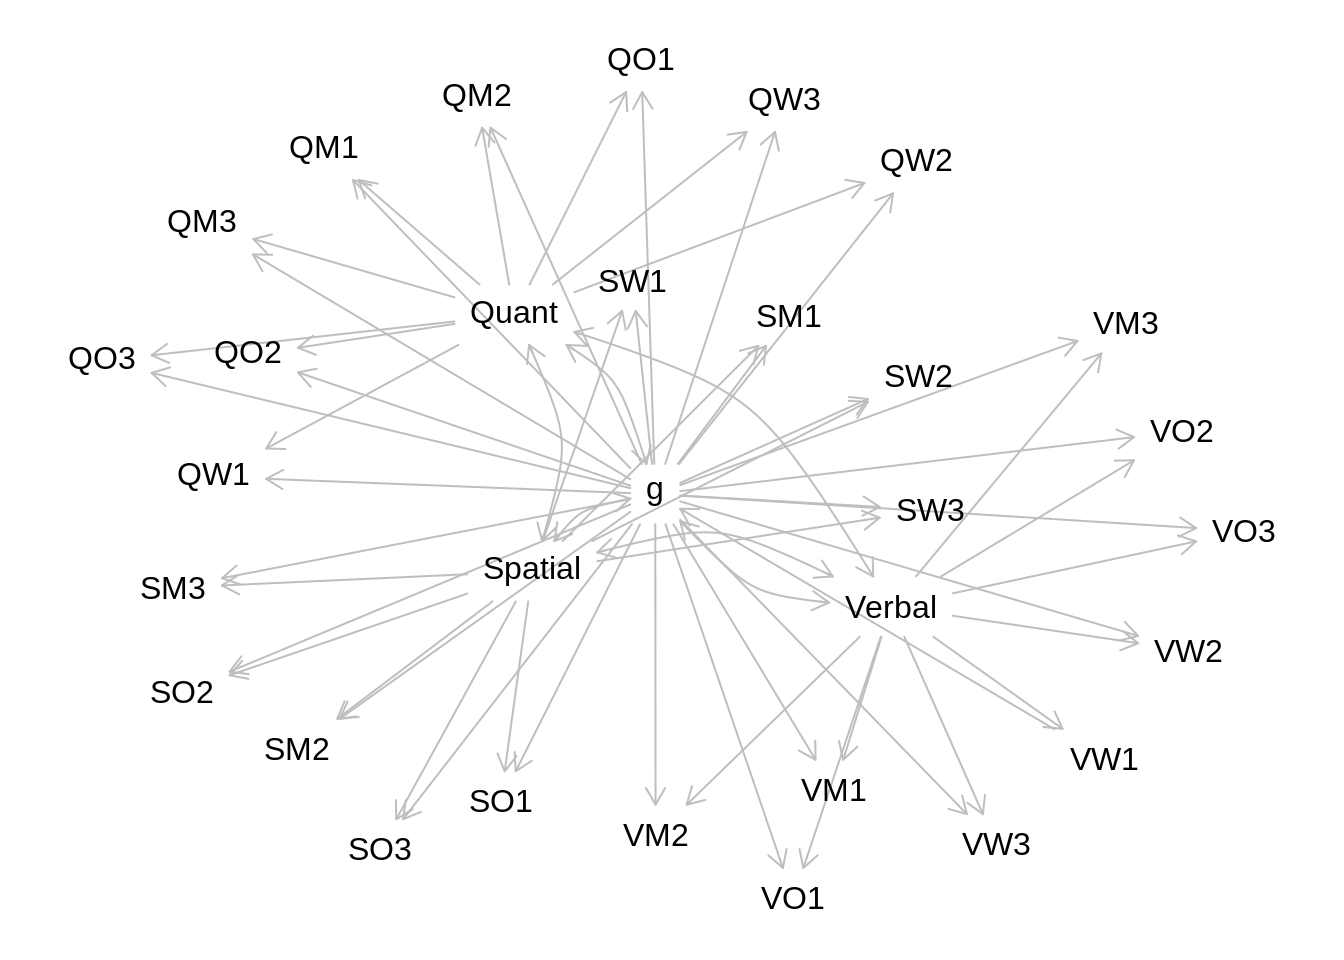 QO1
QM2
QW3
QM1
QW2
QM3
SW1
Quant
SM1
VM3
QO2
QO3
SW2
VO2
QW1
g
SW3
VO3
Spatial
SM3
Verbal
VW2
SO2
SM2
VW1
VM1
SO1
VM2
VW3
SO3
VO1